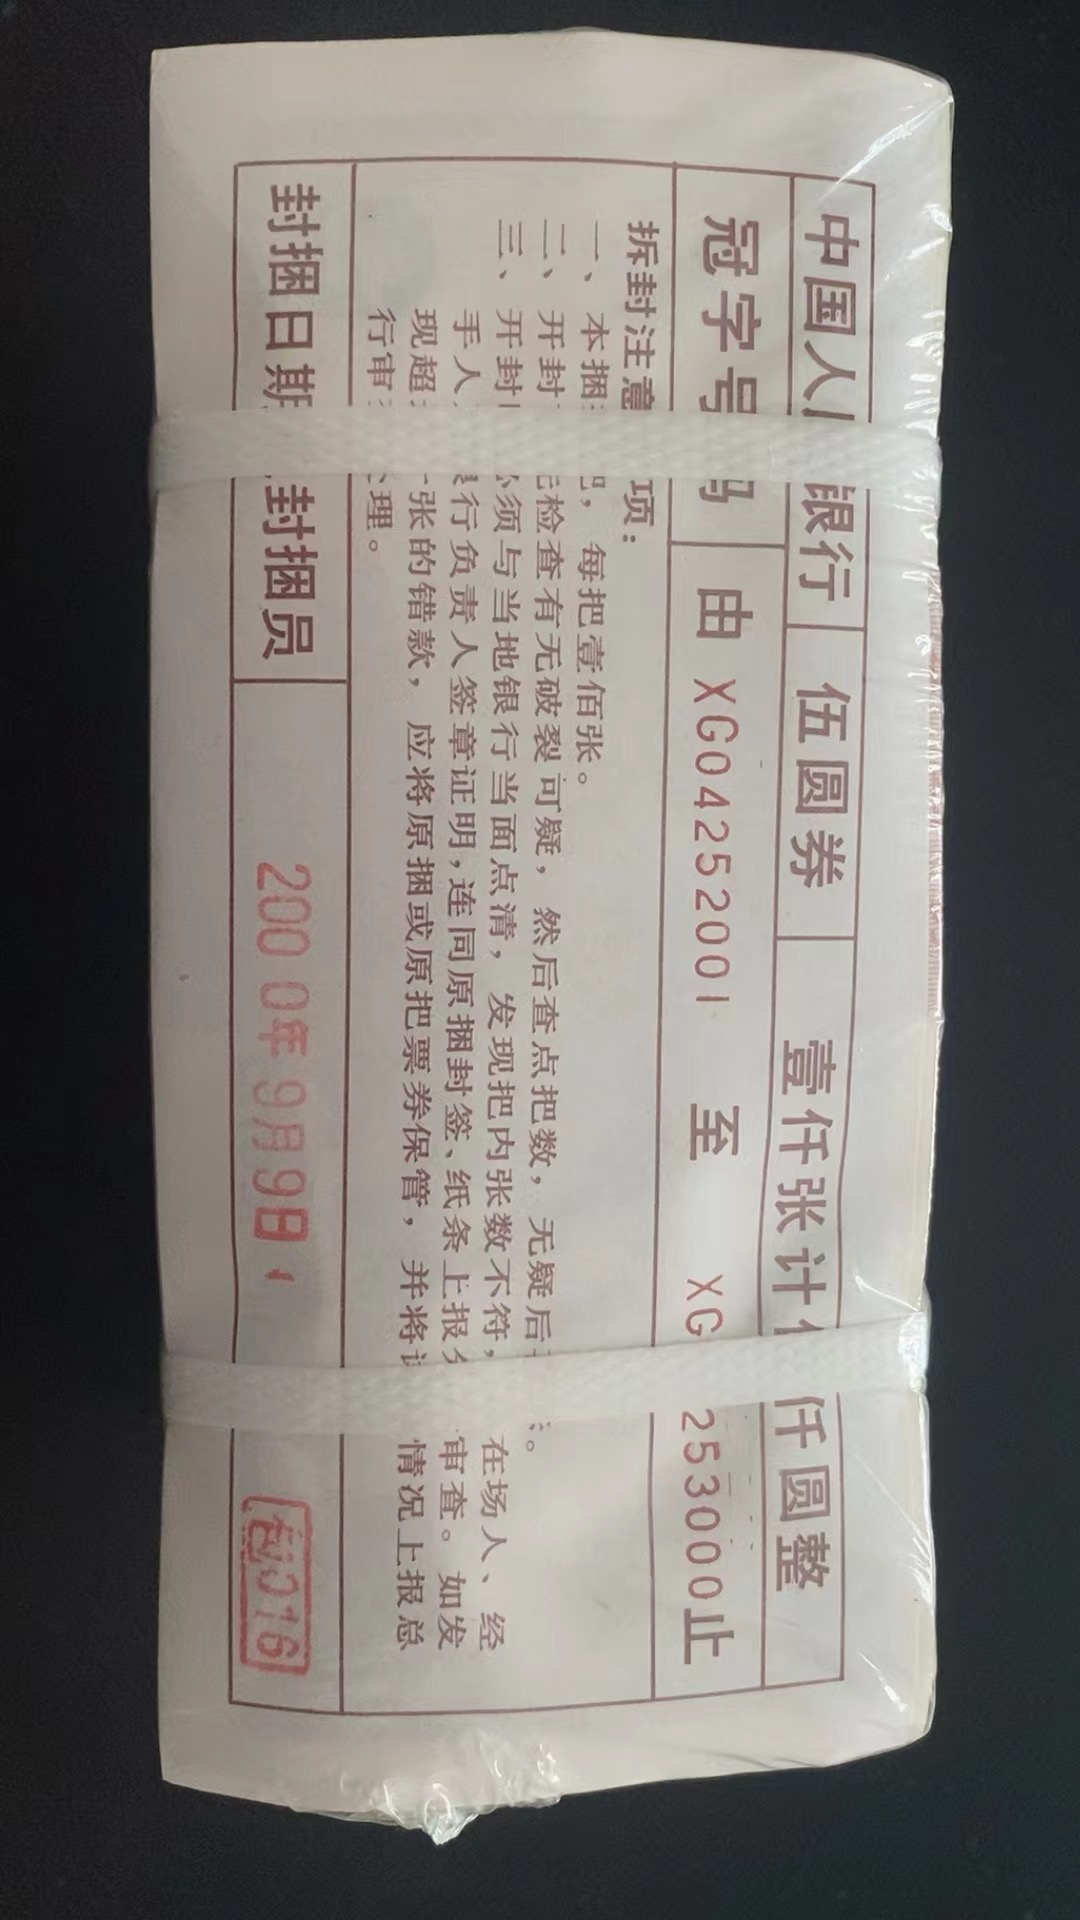 中国人 银行 伍圆券 壹仟张计 仟圆整
冠字号码 由 XG04252001 至 XG 253000止
拆封注意 项：
一、本捆 把，每把壹佰张。
二、开封 先检查有无破裂可疑，然后查点把数，无疑后
三、开封 必须与当地银行当面点清，发现把内张数不符， 在场人、经
手人 银行负责人签章证明，连同原捆封签、纸条上报 审查。如发
现超 一张的错款，应将原捆或原把票券保管，并将 情况上报总
行审 理。
封捆日期 封捆员 2000年9月9日 包016